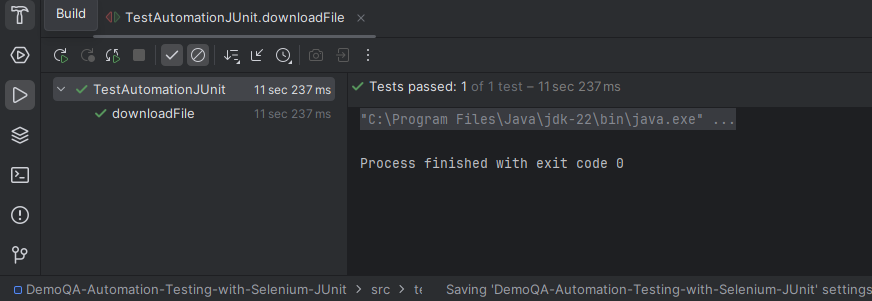 Build
TestAutomationJUnit.downloadFile
TestAutomationJUnit 11 sec 237 ms
downloadFile 11 sec 237 ms
Tests passed: 1 of 1 test – 11 sec 237 ms
"C:\Program Files\Java\jdk-22\bin\java.exe" ...
Process finished with exit code 0
DemoQA-Automation-Testing-with-Selenium-JUnit > src > te
Saving 'DemoQA-Automation-Testing-with-Selenium-JUnit' settings